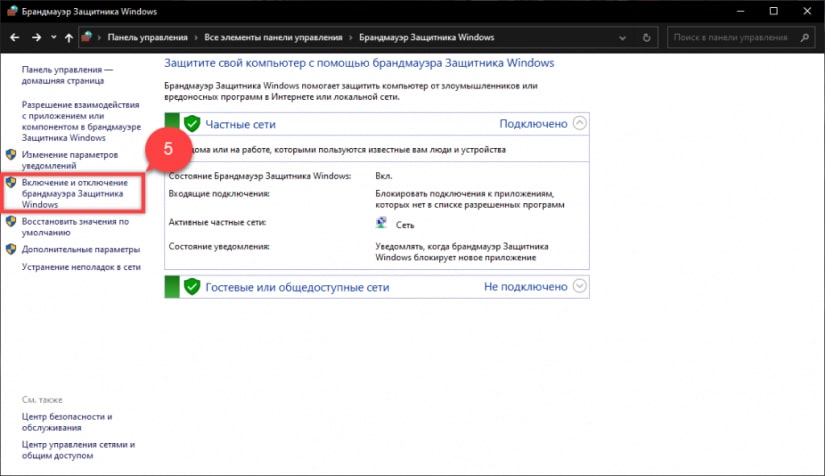 Брандмауэр Защитника Windows
Панель управления > Все элементы панели управления > Брандмауэр Защитника Windows
Поиск в панели управления
Панель управления —
домашняя страница
Разрешение взаимодействия
с приложением или
компонентом в брандмауэре
Защитника Windows
Изменение параметров
уведомлений
Включение и отключение
брандмауэра Защитника
Windows
Восстановить значения по
умолчанию
Дополнительные параметры
Устранение неполадок в сети
5
Защитите свой компьютер с помощью брандмауэра Защитника Windows
Брандмауэр Защитника Windows помогает защитить компьютер от злоумышленников или
вредоносных программ в Интернете или локальной сети.
Частные сети Подключено
дома или на работе, которыми пользуются известные вам люди и устройства
Состояние Брандмауэр Защитника Windows: Вкл.
Входящие подключения: Блокировать подключения к приложениям,
которых нет в списке разрешенных программ
Активные частные сети: Сеть
Состояние уведомления: Уведомлять, когда брандмауэр Защитника
Windows блокирует новое приложение
Гостевые или общедоступные сети Не подключено
См. также
Центр безопасности и
обслуживания
Центр управления сетями и
общим доступом